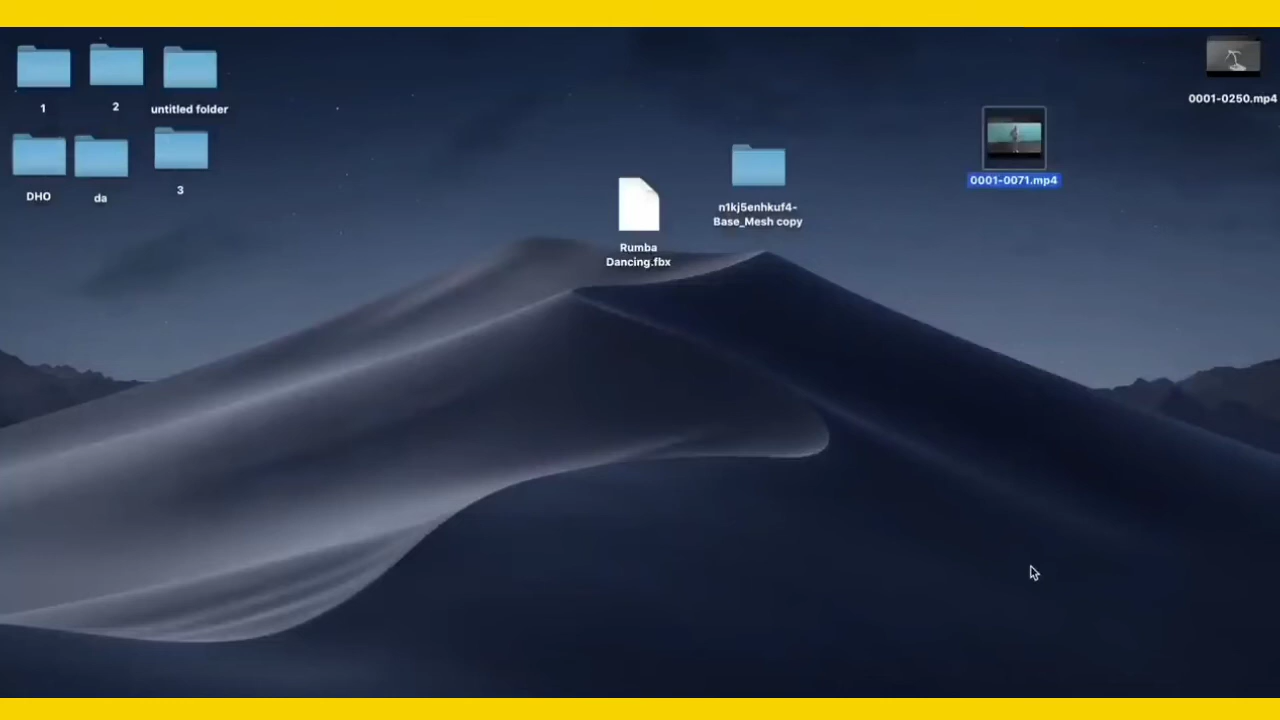 1
2
untitled folder
0001-0250.mp4
DHO
da
3
0001-0071.mp4
n1kj5enhkuf4-
Base_Mesh copy
Rumba
Dancing.fbx